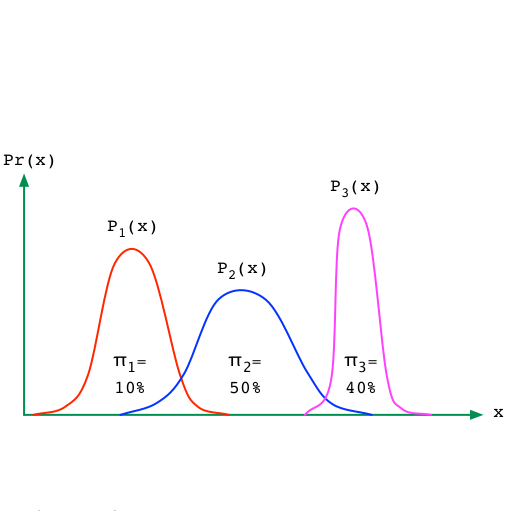 Pr(x)
P3(x)
P1(x)
P2(x)
π1=
10%
π2=
50%
π3=
40%
x